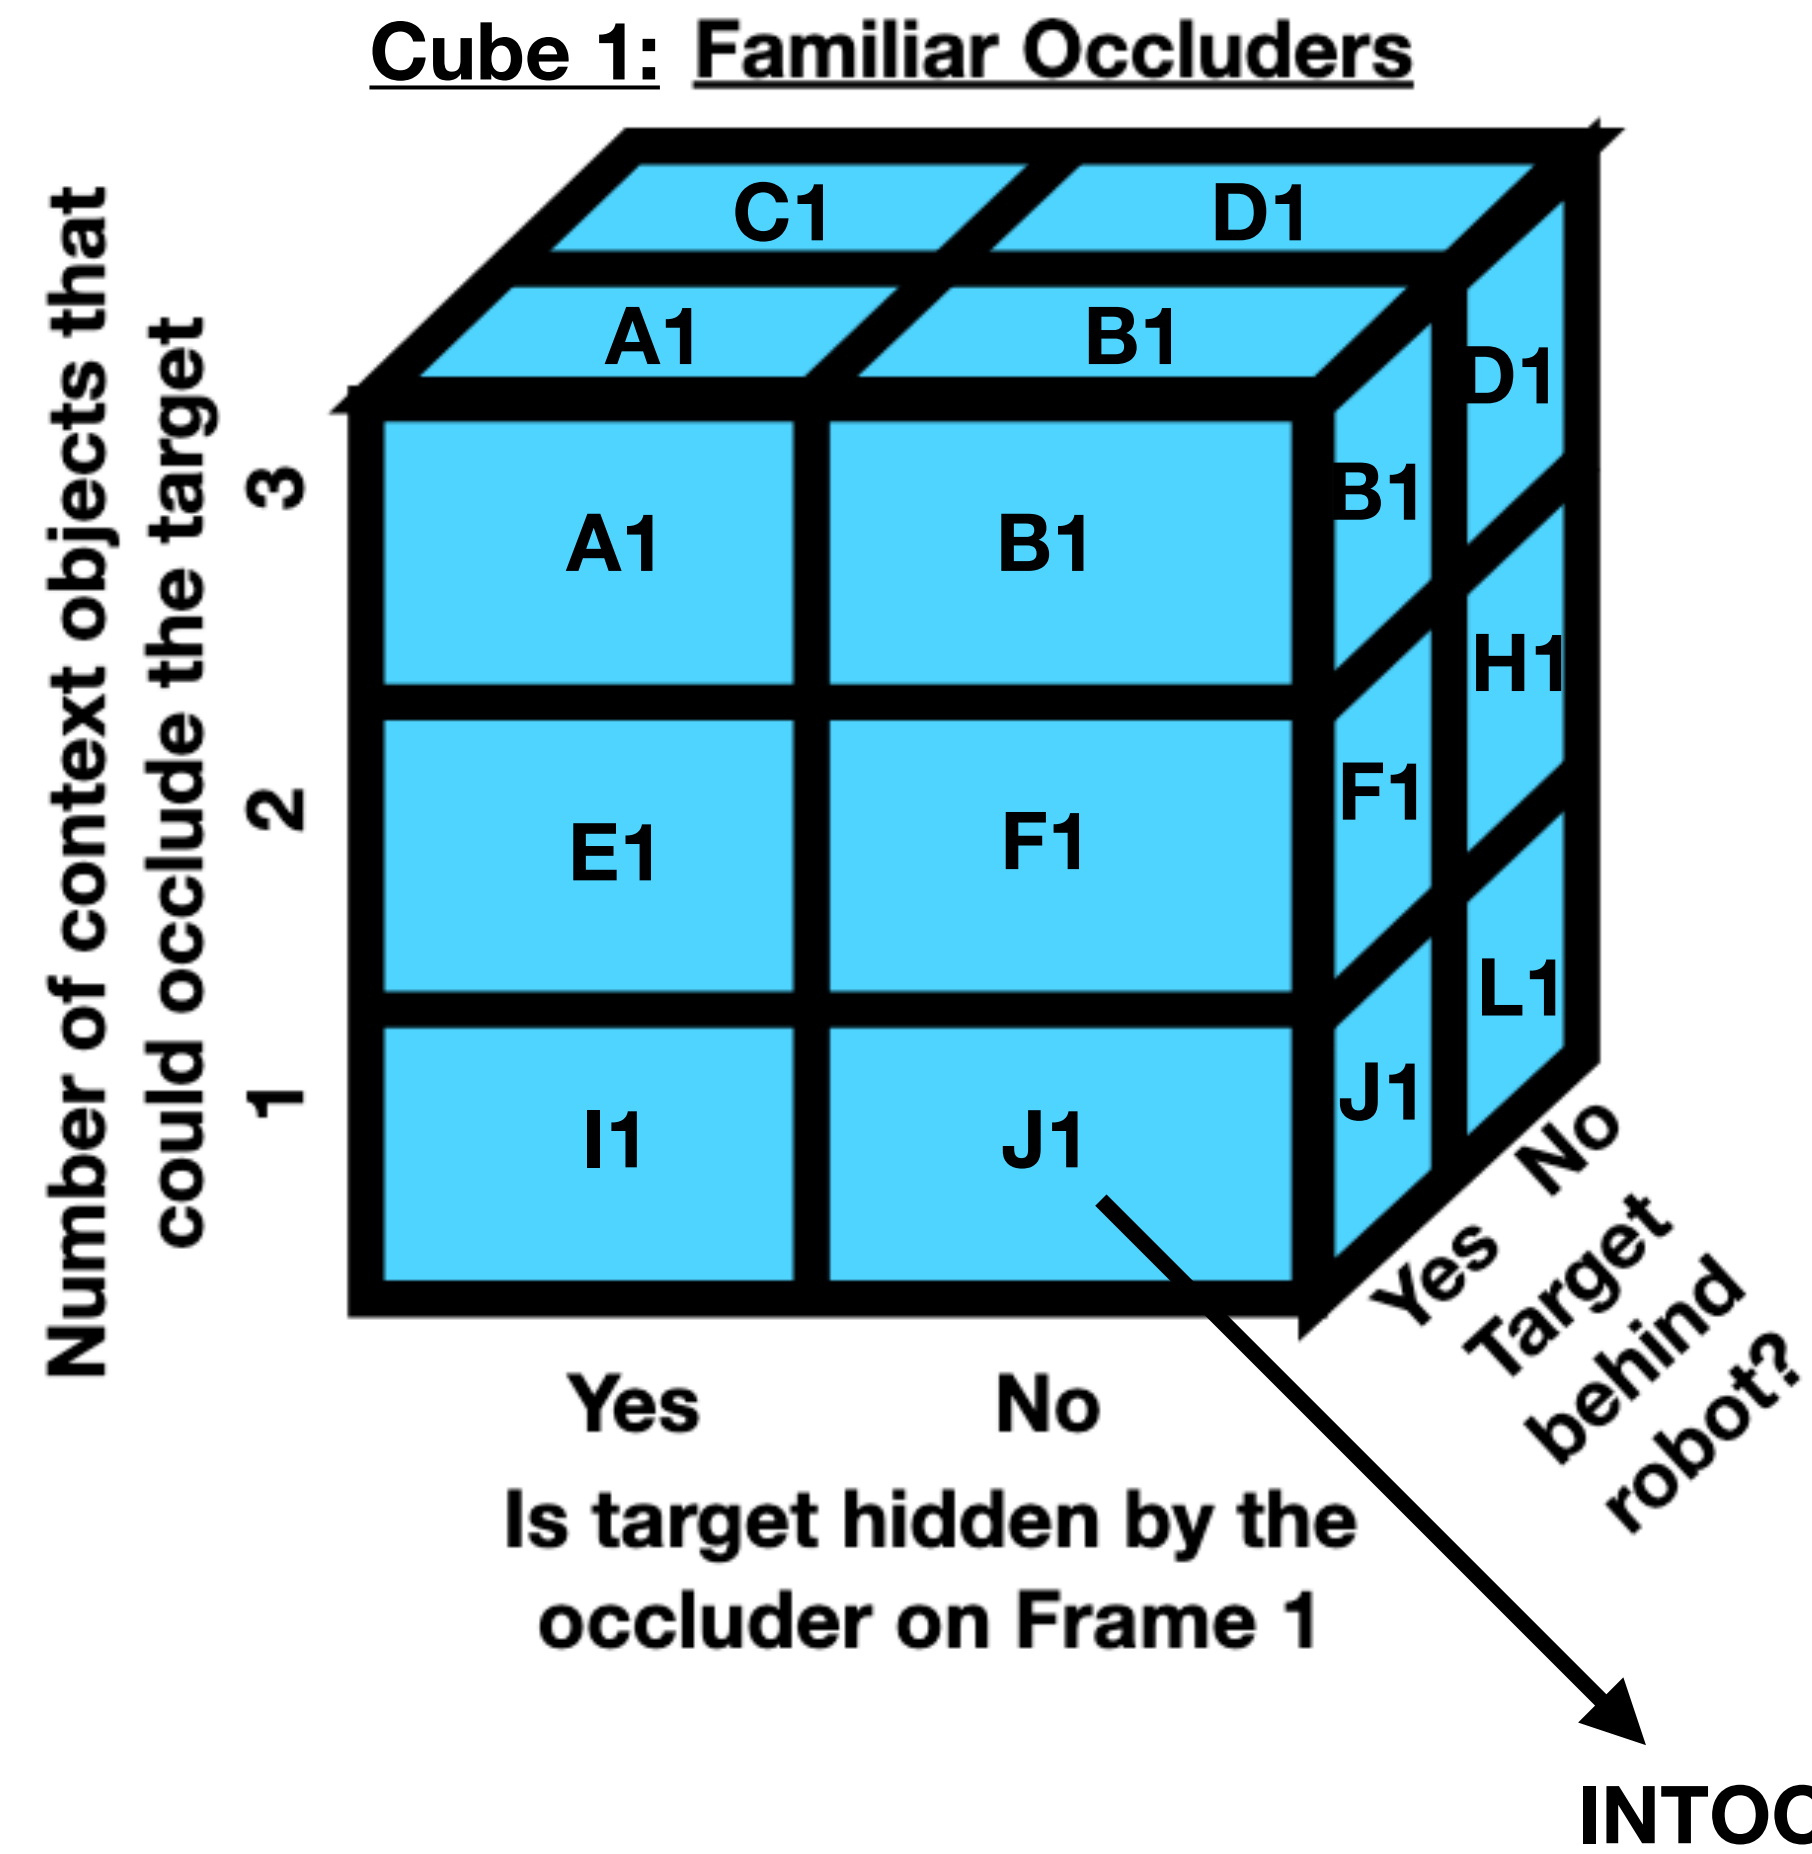 Cube 1: Familiar Occluders
Number of context objects that
could occlude the target
3
2
1
C1 D1
A1 B1
A1 B1
E1 F1
I1 J1
D1
B1
H1
F1
L1
J1
Yes No
Target
behind
robot?
Yes No
Is target hidden by the
occluder on Frame 1